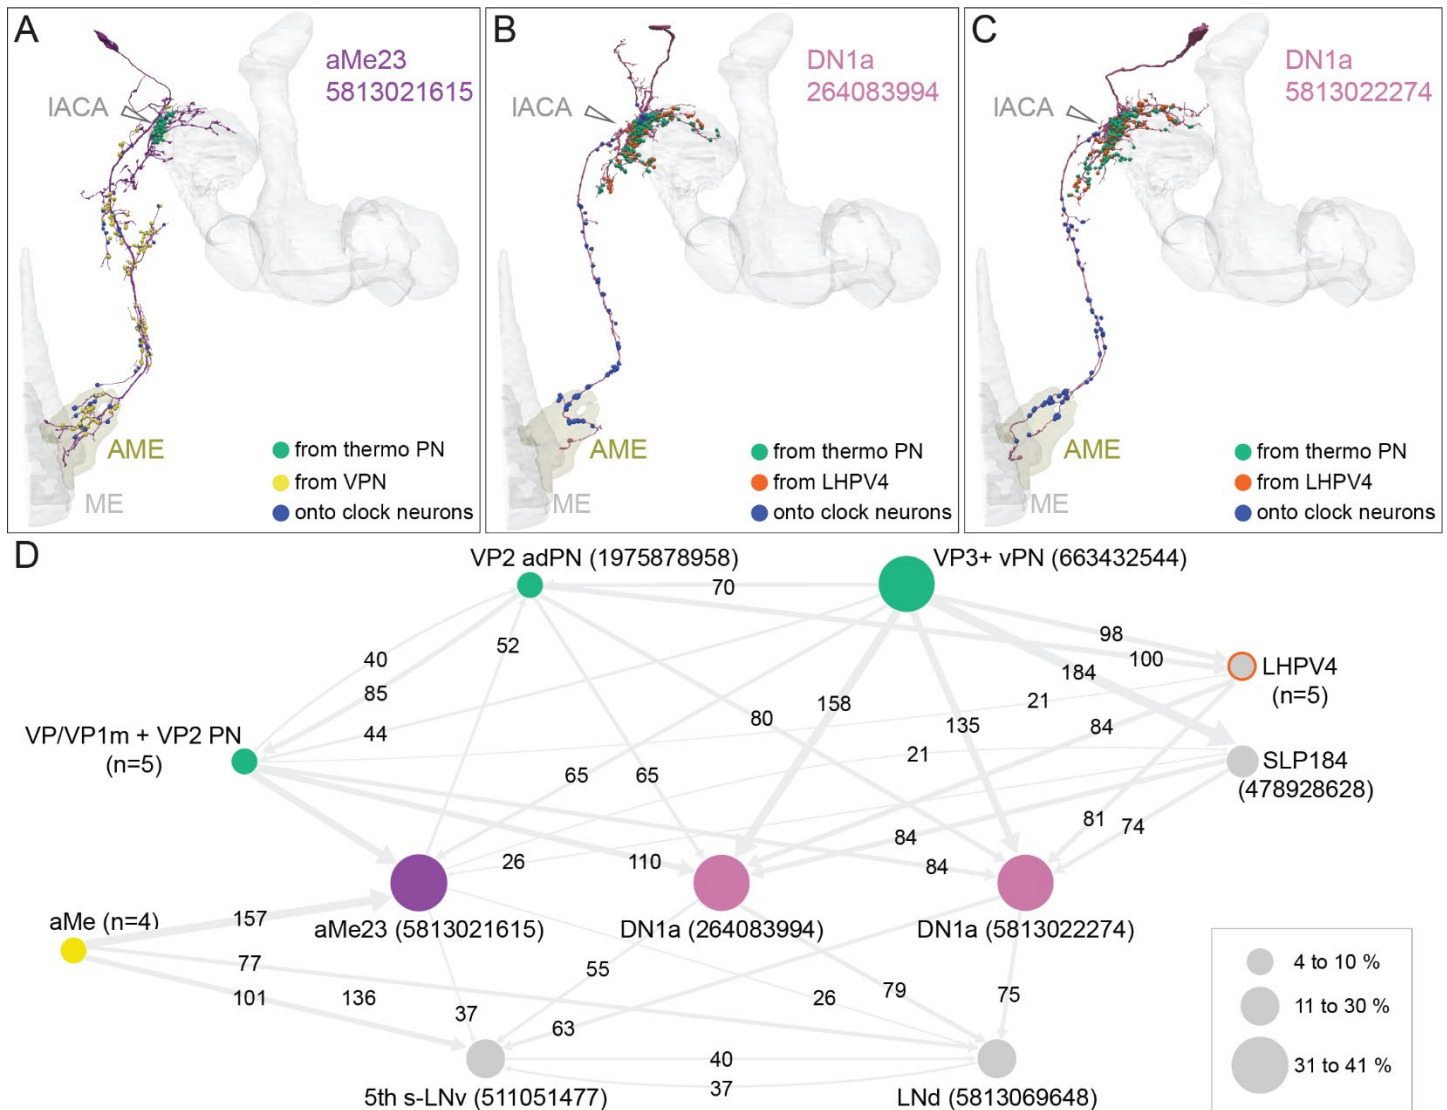 A
aMe23
5813021615
lACA
AME
ME
from thermo PN
from VPN
onto clock neurons
B
DN1a
264083994
lACA
AME
ME
from thermo PN
from LHPV4
onto clock neurons
C
DN1a
5813022274
lACA
AME
ME
from thermo PN
from LHPV4
onto clock neurons
D
VP2 adPN (1975878958)
VP3+ vPN (663432544)
70
98
100
52
40
184
LHPV4
(n=5)
85
21
158
80
84
44
135
VP/VP1m + VP2 PN
(n=5)
21
SLP184
(478928628)
65
65
81
74
84
26
110
84
aMe (n=4)
157
aMe23 (5813021615)
DN1a (264083994)
DN1a (5813022274)
77
55
101
136
37
63
26
79
75
40
37
5th s-LNv (511051477)
LNd (5813069648)
4 to 10 %
11 to 30 %
31 to 41 %